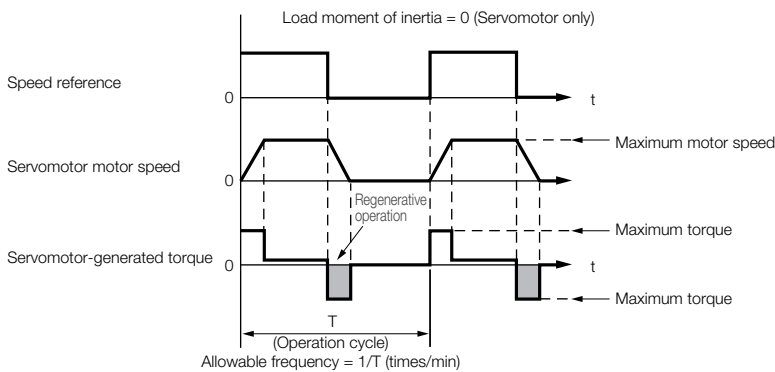 Load moment of inertia = 0 (Servomotor only)
Speed reference
0
t
Maximum motor speed
Servomotor motor speed
0
Regenerative
operation
Maximum torque
Servomotor-generated torque
0
t
Maximum torque
T
(Operation cycle)
Allowable frequency = 1/T (times/min)